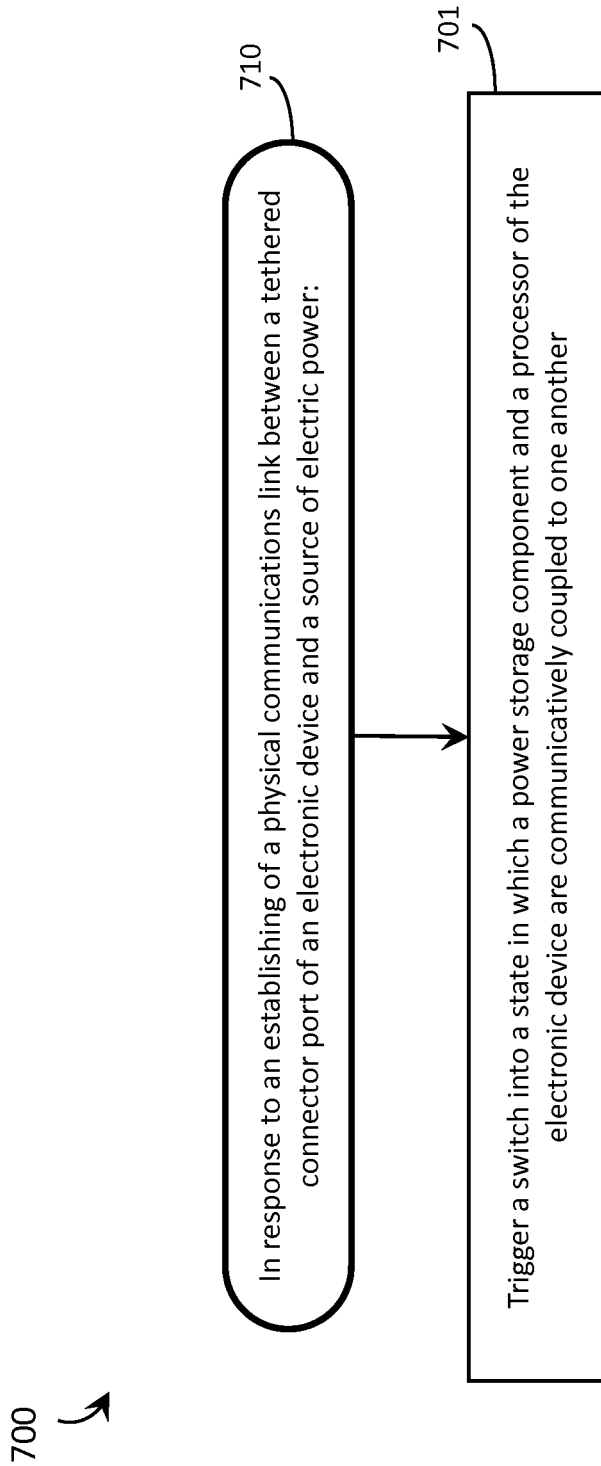 700
710
In response to an establishing of a physical communications link between a tethered
connector port of an electronic device and a source of electric power:
701
Trigger a switch into a state in which a power storage component and a processor of the
electronic device are communicatively coupled to one another